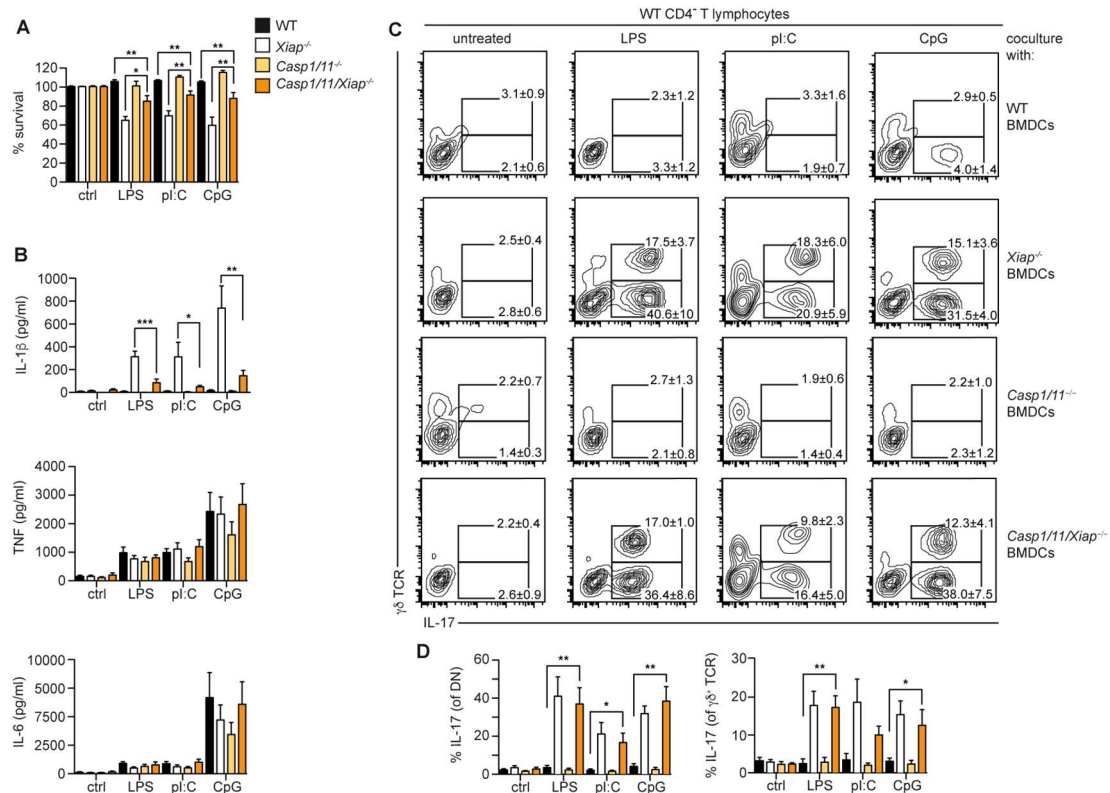 A
WT
Xiap-/-
Casp1/11-/-
Casp1/11/Xiap-/-
** ** **
* ** **
% survival
120
100
80
60
40
20
0
ctrl LPS pI:C CpG
B
IL-1β (pg/ml)
1000
800
600
400
200
0
*** * **
ctrl LPS pI:C CpG
TNF (pg/ml)
4000
3000
2000
1000
0
ctrl LPS pI:C CpG
IL-6 (pg/ml)
10000
7500
5000
2500
0
ctrl LPS pI:C CpG
C
WT CD4- T lymphocytes
untreated LPS pI:C CpG coculture
with:
3.1±0.9 2.3±1.2 3.3±1.6 2.9±0.5
WT
BMDCs
2.1±0.6 3.3±1.2 1.9±0.7 4.0±1.4
2.5±0.4 17.5±3.7 18.3±6.0 15.1±3.6
Xiap-/-
BMDCs
2.8±0.6 40.6±10 20.9±5.9 31.5±4.0
2.2±0.7 2.7±1.3 1.9±0.6 2.2±1.0
Casp1/11-/-
BMDCs
1.4±0.3 2.1±0.8 1.4±0.4 2.3±1.2
2.2±0.4 17.0±1.0 9.8±2.3 12.3±4.1
Casp1/11/Xiap-/-
BMDCs
2.6±0.9 36.4±8.6 16.4±5.0 38.0±7.5
γδ TCR
IL-17
D
% IL-17 (of DN)
60
40
20
0
** * **
ctrl LPS pI:C CpG
% IL-17 (of γδ+ TCR)
30
20
10
0
** *
ctrl LPS pI:C CpG